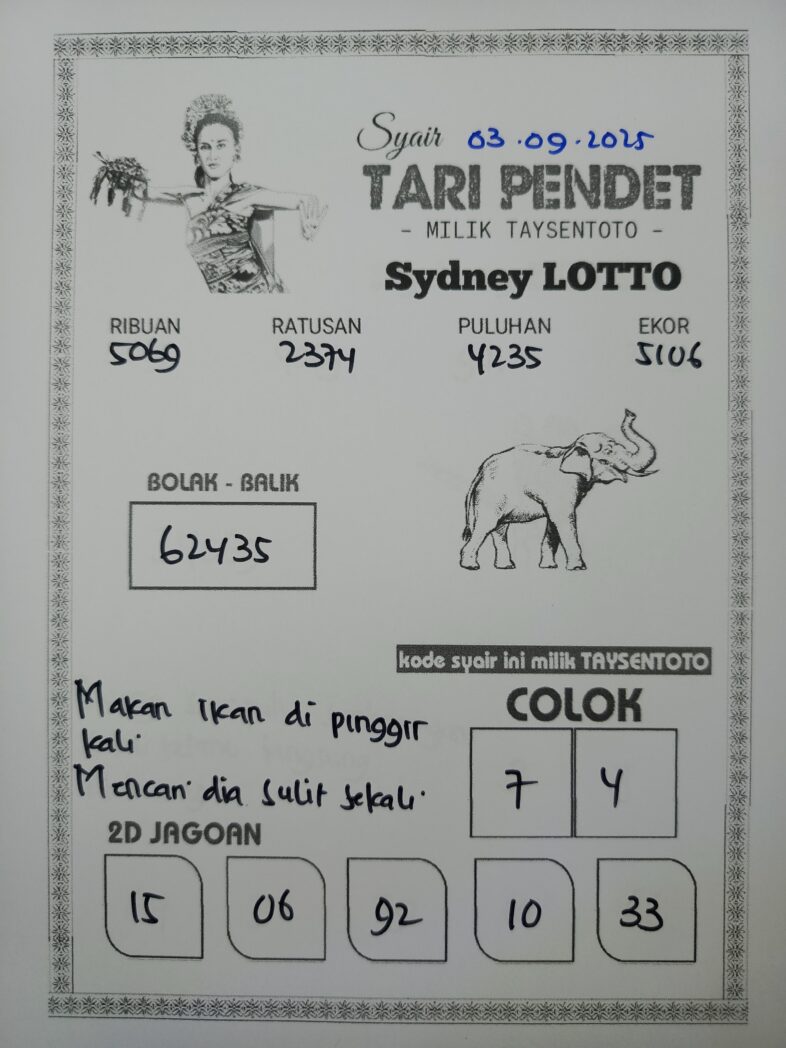 Syair 03.09.2025
TARI PENDET
- MILIK TAYSENTOTO -
Sydney LOTTO
RIBUAN RATUSAN PULUHAN EKOR
5069 2374 4235 5106
BOLAK - BALIK
62435
kode syair ini milik TAYSENTOTO
COLOK
7 4
Makan ikan di pinggir
kali
Mencari dia sulit sekali
2D JAGOAN
15 06 92 10 33